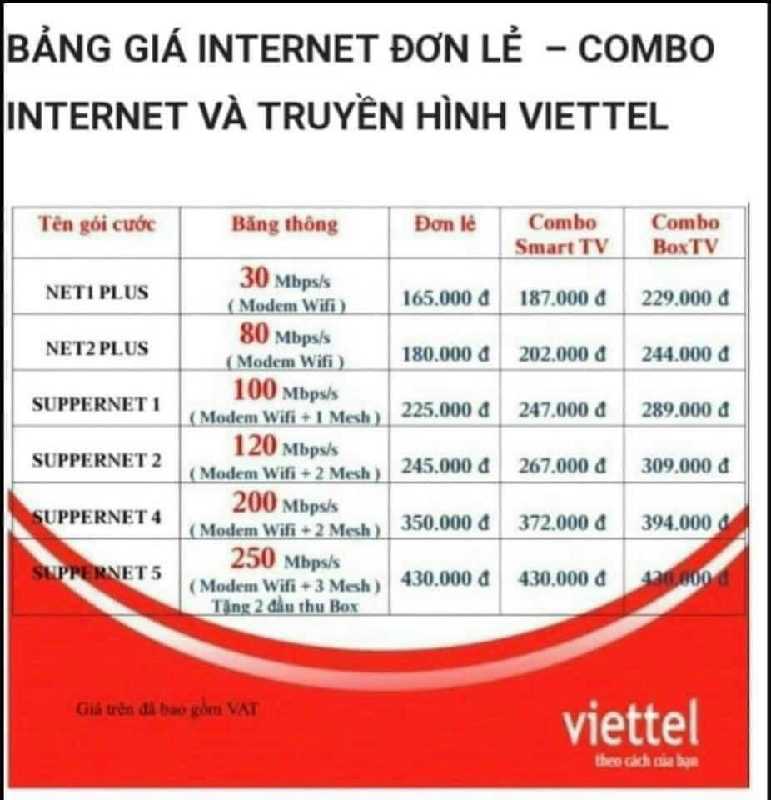 BẢNG GIÁ INTERNET ĐƠN LẺ – COMBO
INTERNET VÀ TRUYỀN HÌNH VIETTEL
Tên gói cước Băng thông Đơn lẻ Combo Smart TV Combo BoxTV
NET1 PLUS 30 Mbps/s ( Modem Wifi ) 165.000 đ 187.000 đ 229.000 đ
NET2 PLUS 80 Mbps/s ( Modem Wifi ) 180.000 đ 202.000 đ 244.000 đ
SUPPERNET 1 100 Mbps/s ( Modem Wifi + 1 Mesh ) 225.000 đ 247.000 đ 289.000 đ
SUPPERNET 2 120 Mbps/s ( Modem Wifi + 2 Mesh ) 245.000 đ 267.000 đ 309.000 đ
SUPPERNET 4 200 Mbps/s ( Modem Wifi + 2 Mesh ) 350.000 đ 372.000 đ 394.000 đ
SUPPERNET 5 250 Mbps/s ( Modem Wifi + 3 Mesh ) Tặng 2 đầu thu Box 430.000 đ 430.000 đ 430.000 đ
Giá trên đã bao gồm VAT
viettel
theo cách của bạn